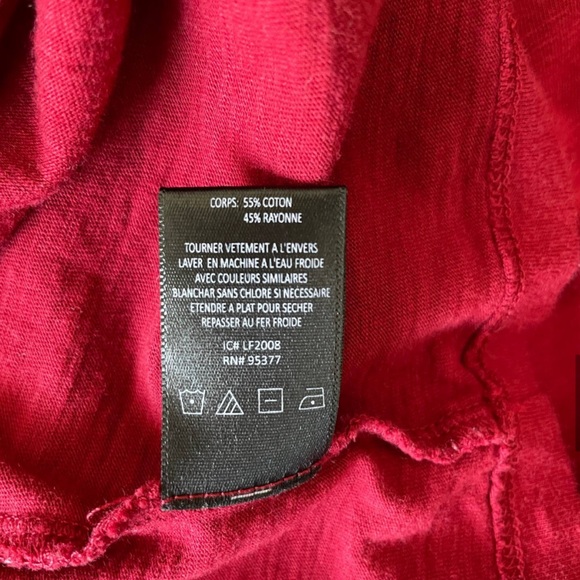 CORPS: 55% COTON
45% RAYONNE
TOURNER VETEMENT A L'ENVERS
LAVER EN MACHINE A L'EAU FROIDE
AVEC COULEURS SIMILAIRES
BLANCHAR SANS CHLORE SI NECESSAIRE
ETENDRE A PLAT POUR SECHER
REPASSER AU FER FROIDE
IC# LF2008
RN# 95377